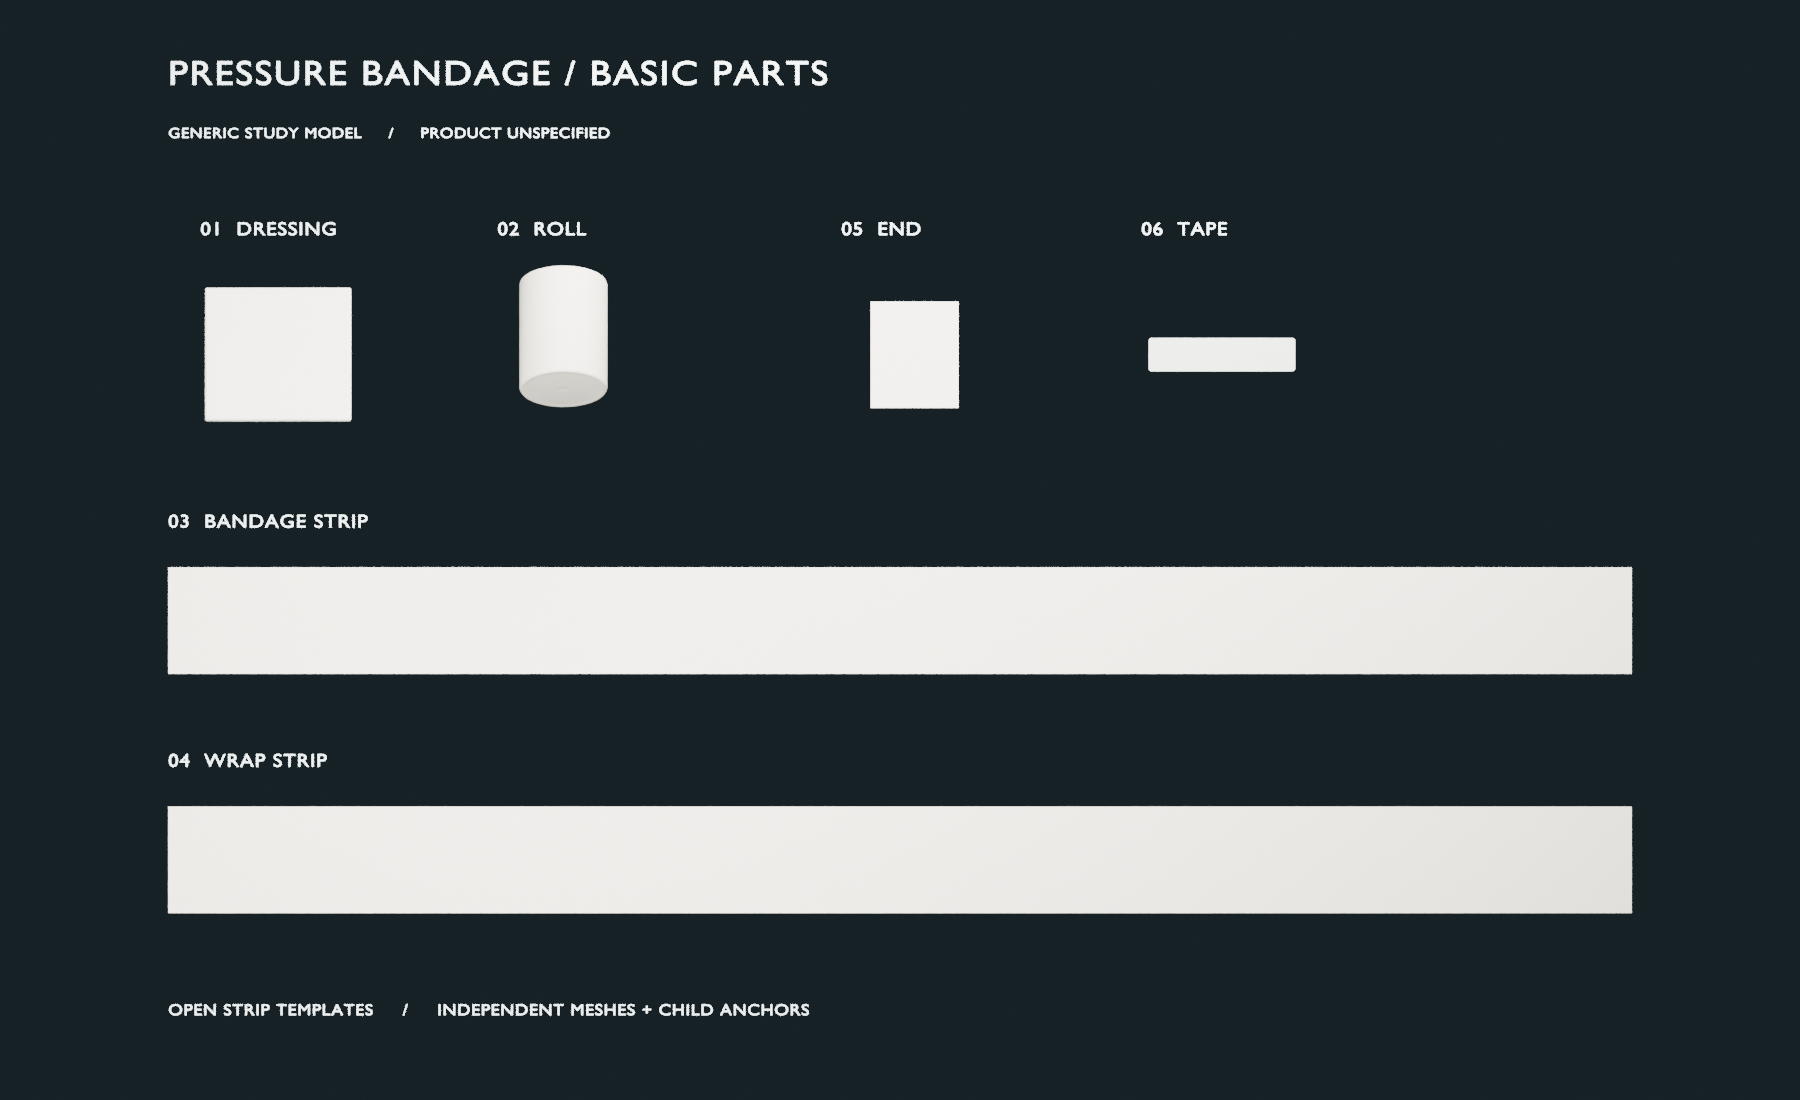 PRESSURE BANDAGE / BASIC PARTS
GENERIC STUDY MODEL / PRODUCT UNSPECIFIED
01 DRESSING
02 ROLL
05 END
06 TAPE
03 BANDAGE STRIP
04 WRAP STRIP
OPEN STRIP TEMPLATES / INDEPENDENT MESHES + CHILD ANCHORS